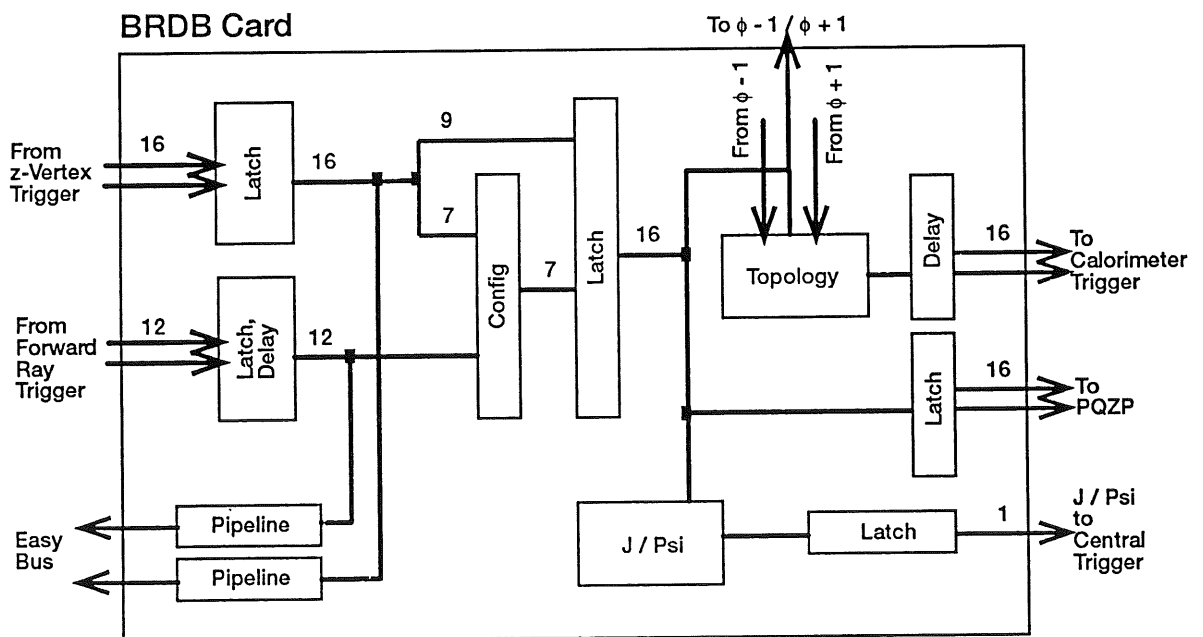 BRDB Card
To ϕ - 1 / ϕ + 1
From ϕ - 1
From ϕ + 1
From
z-Vertex
Trigger
16
Latch
16
9
7
Config
7
Latch
16
Topology
Delay
16
To
Calorimeter
Trigger
From
Forward
Ray
Trigger
12
Latch,
Delay
12
Latch
16
To
PQZP
Easy
Bus
Pipeline
Pipeline
J / Psi
Latch
1
J / Psi
to
Central
Trigger